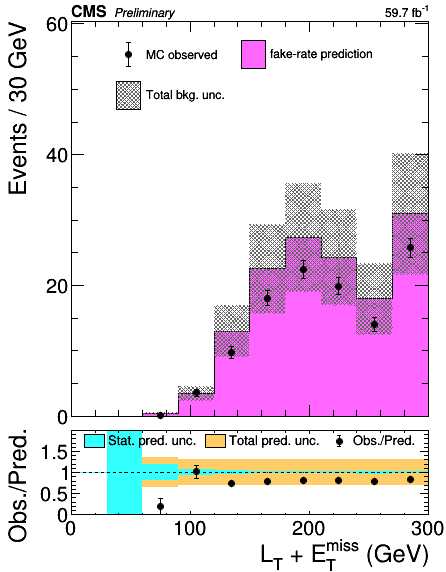 CMS Preliminary 59.7 fb⁻¹
Events / 30 GeV
60
40
20
0
MC observed
fake-rate prediction
Total bkg. unc.
Obs./Pred.
1.5
1
0.5
0
Stat. pred. unc.
Total pred. unc.
Obs./Pred.
0 100 200 300
L_T + E_T^miss (GeV)